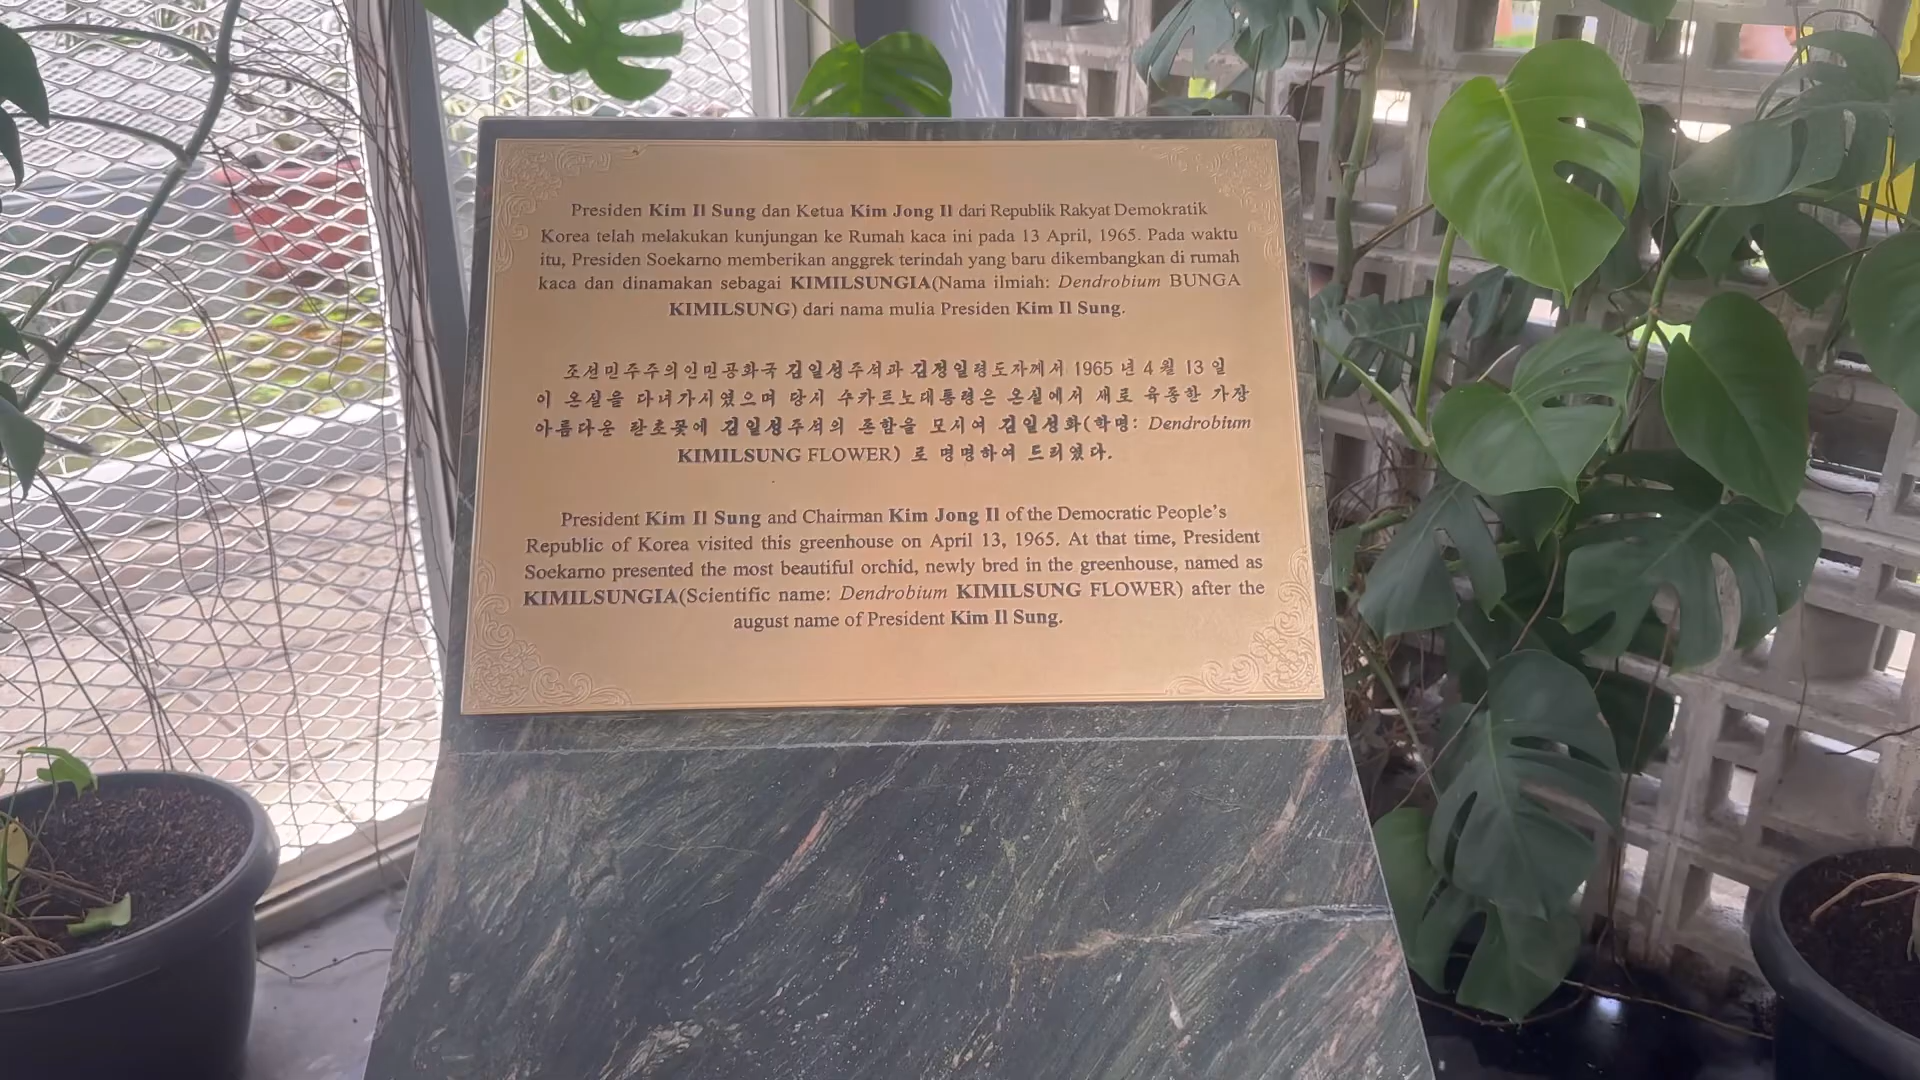 Presiden Kim Il Sung dan Ketua Kim Jong Il dari Republik Rakyat Demokratik
Korea telah melakukan kunjungan ke Rumah kaca ini pada 13 April, 1965. Pada waktu
itu, Presiden Soekarno memberikan anggrek terindah yang baru dikembangkan di rumah
kaca dan dinamakan sebagai KIMILSUNGIA(Nama ilmiah: Dendrobium BUNGA
KIMILSUNG) dari nama mulia Presiden Kim Il Sung.
조선민주주의인민공화국 김일성주석과 김정일령도자께서 1965 년 4 월 13 일
이 온실을 다녀가시였으며 당시 수카르노대통령은 온실에서 새로 육종한 가장
아름다운 란초꽃에 김일성주석의 존함을 모시여 김일성화(학명: Dendrobium
KIMILSUNG FLOWER) 로 명명하여 드리였다.
President Kim Il Sung and Chairman Kim Jong Il of the Democratic People's
Republic of Korea visited this greenhouse on April 13, 1965. At that time, President
Soekarno presented the most beautiful orchid, newly bred in the greenhouse, named as
KIMILSUNGIA(Scientific name: Dendrobium KIMILSUNG FLOWER) after the
august name of President Kim Il Sung.